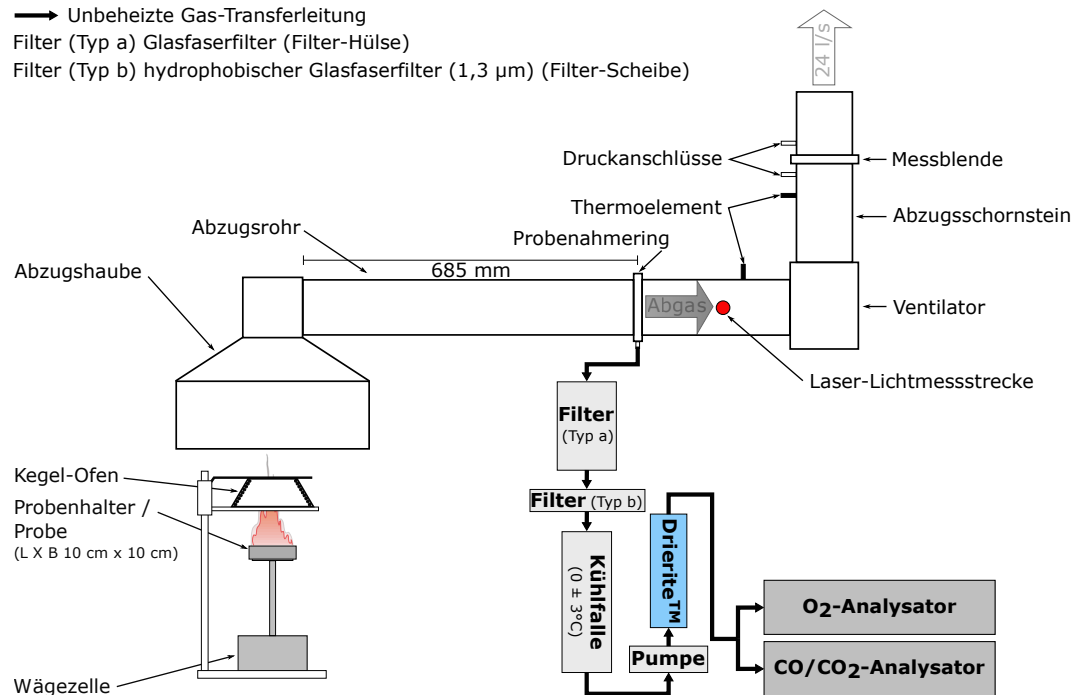 Unbeheizte Gas-Transferleitung
Filter (Typ a) Glasfaserfilter (Filter-Hülse)
Filter (Typ b) hydrophobischer Glasfaserfilter (1,3 µm) (Filter-Scheibe)
24 l/s
Druckanschlüsse
Messblende
Thermoelement
Abzugsschornstein
Abzugsrohr
Probenahmering
685 mm
Abzugshaube
Abgas
Ventilator
Laser-Lichtmessstrecke
Filter
(Typ a)
Kegel-Ofen
Filter (Typ b)
Probenhalter /
Probe
(L X B 10 cm x 10 cm)
Kühlfalle
(0 ± 3°C)
Drierite™
O₂-Analysator
Pumpe
CO/CO₂-Analysator
Wägezelle